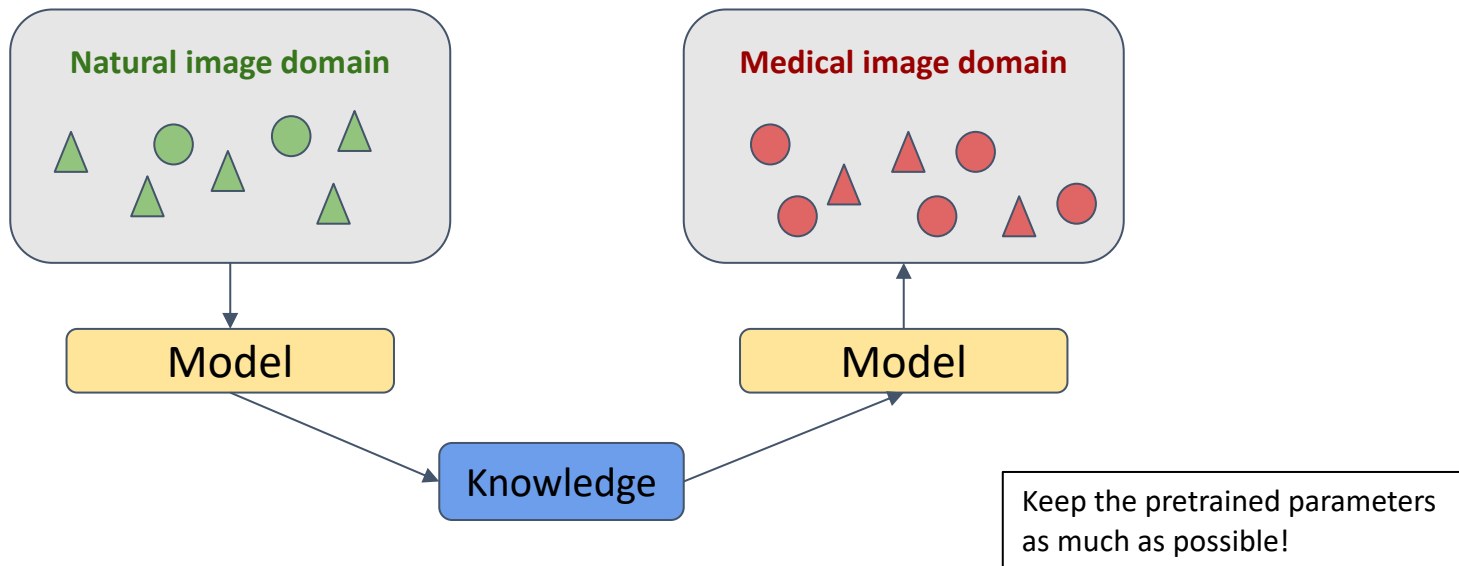 Natural image domain
Medical image domain
Model
Model
Knowledge
Keep the pretrained parameters
as much as possible!